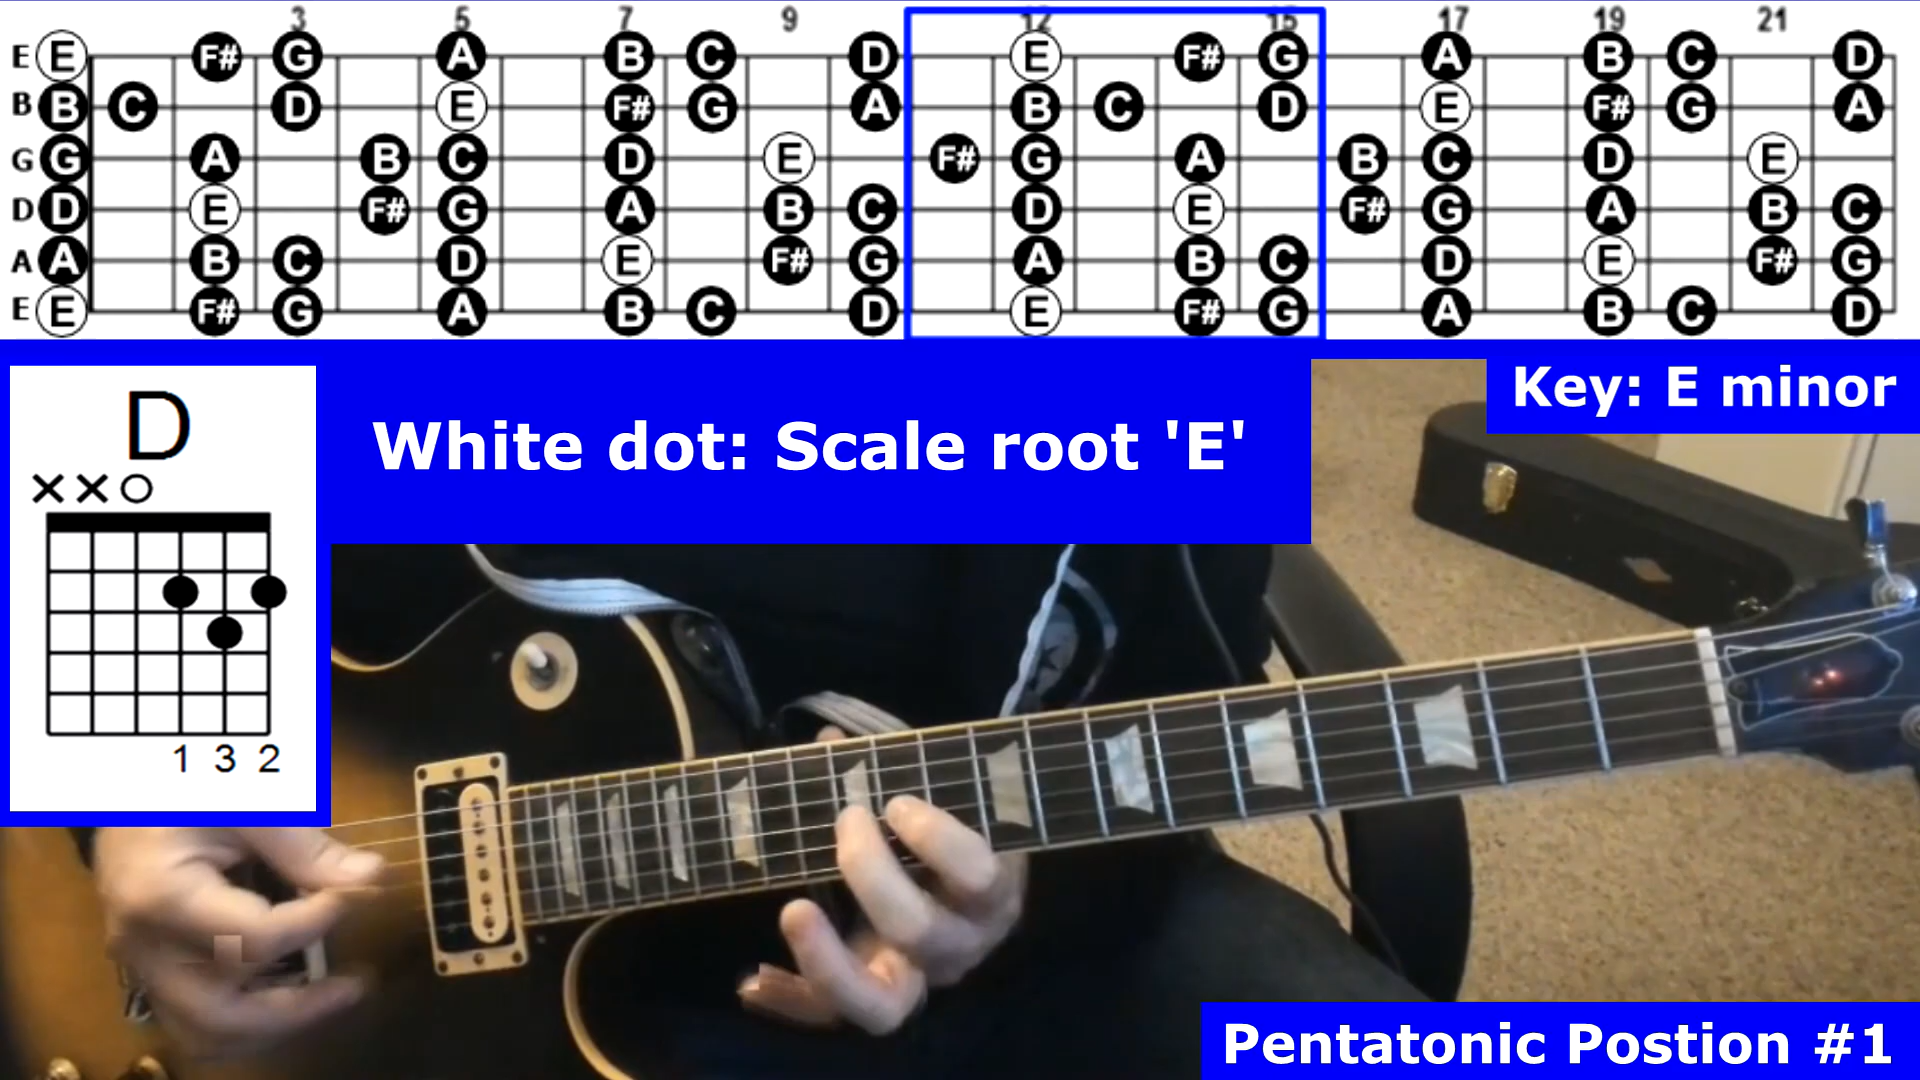 3 5 7 9 12 15 17 19 21
E E F# G A B C D E F# G A B C D
B B C D E F# G A B C D E F# G A
G G A B C D E F# G A B C D E
D D E F# G A B C D E F# G A B C
A A B C D E F# G A B C D E F# G
E E F# G A B C D E F# G A B C D
D
White dot: Scale root 'E'
Key: E minor
××○
1 3 2
Pentatonic Postion #1